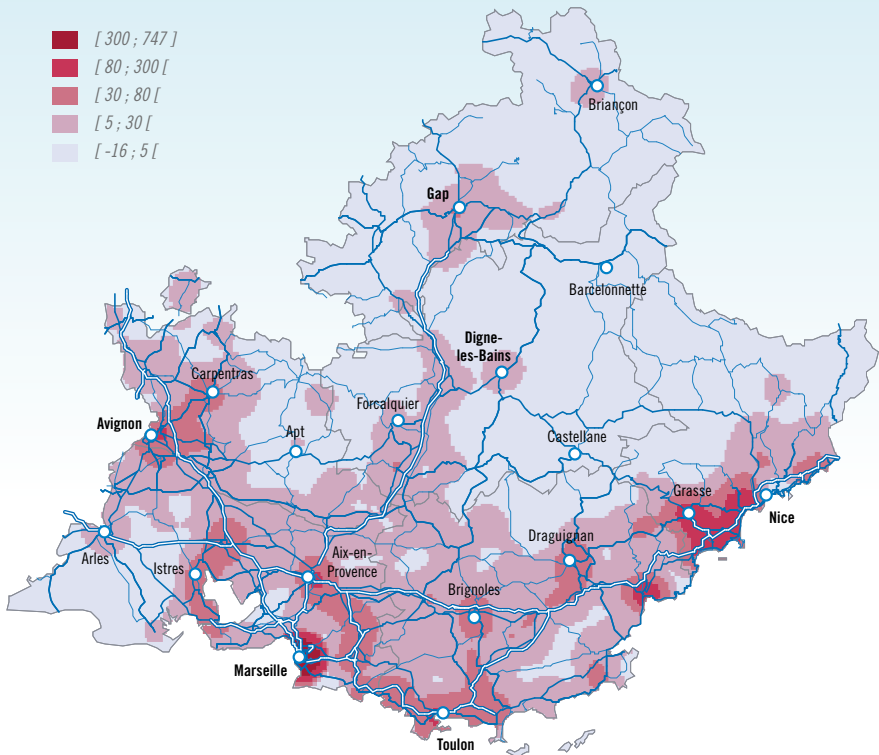 [ 300 ; 747 ]
[ 80 ; 300 [
[ 30 ; 80 [
[ 5 ; 30 [
[ -16 ; 5 [
Briançon
Gap
Barcelonnette
Digne-
les-Bains
Carpentras
Forcalquier
Avignon
Apt
Castellane
Grasse
Nice
Draguignan
Arles
Istres
Aix-en-
Provence
Brignoles
Marseille
Toulon